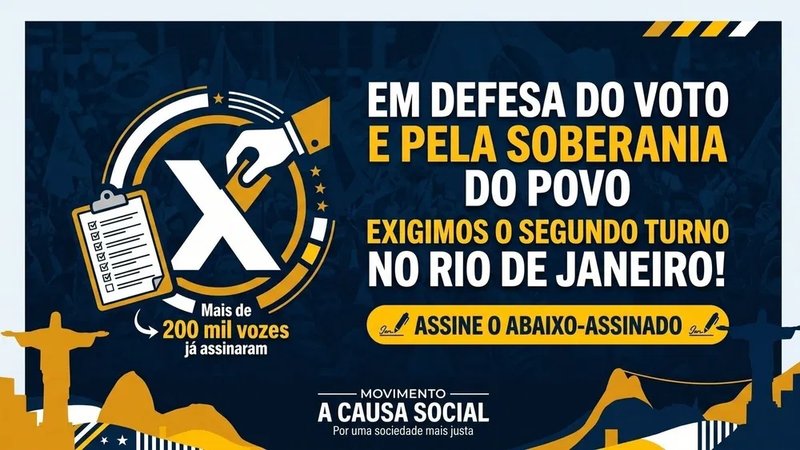 EM DEFESA DO VOTO
E PELA SOBERANIA
DO POVO
EXIGIMOS O SEGUNDO TURNO
NO RIO DE JANEIRO!
ASSINE O ABAIXO-ASSINADO
X
Mais de
200 mil vozes
já assinaram
MOVIMENTO
A CAUSA SOCIAL
Por uma sociedade mais justa